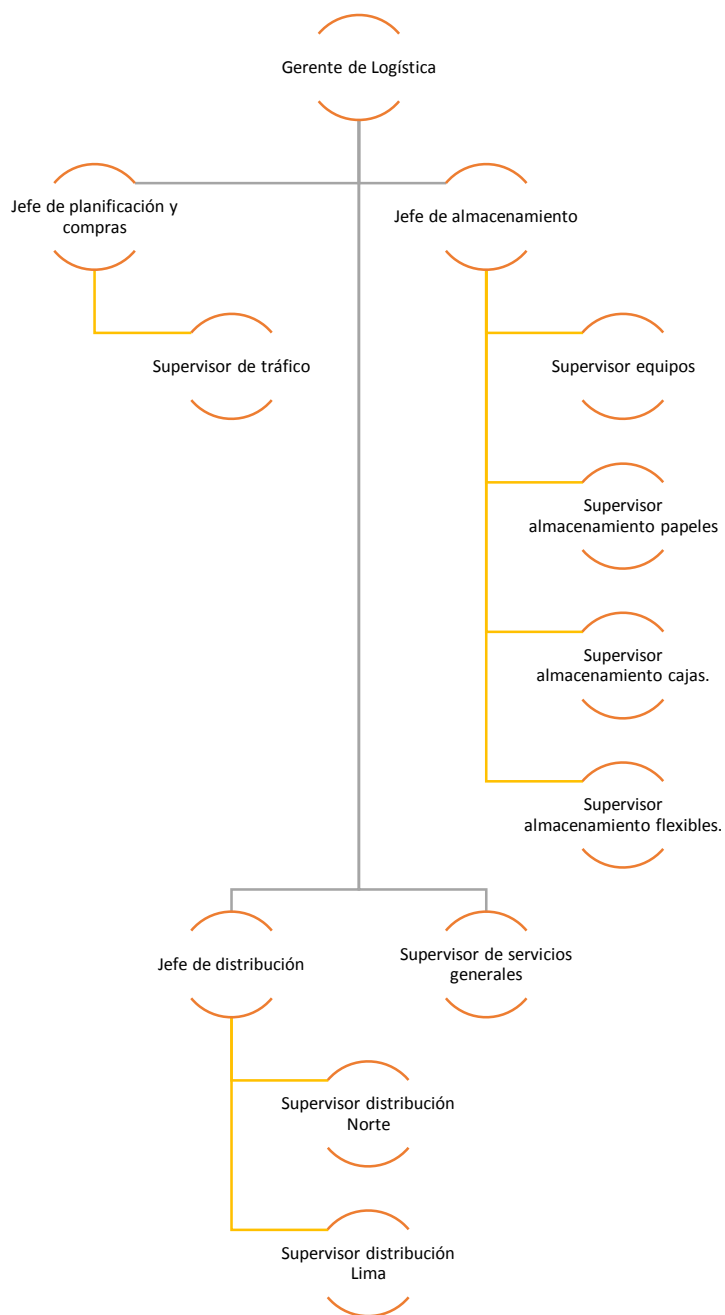 Gerente de Logística
Jefe de planificación y
compras
Jefe de almacenamiento
Supervisor de tráfico
Supervisor equipos
Supervisor
almacenamiento papeles
Supervisor
almacenamiento cajas.
Supervisor
almacenamiento flexibles.
Jefe de distribución
Supervisor de servicios
generales
Supervisor distribución
Norte
Supervisor distribución
Lima